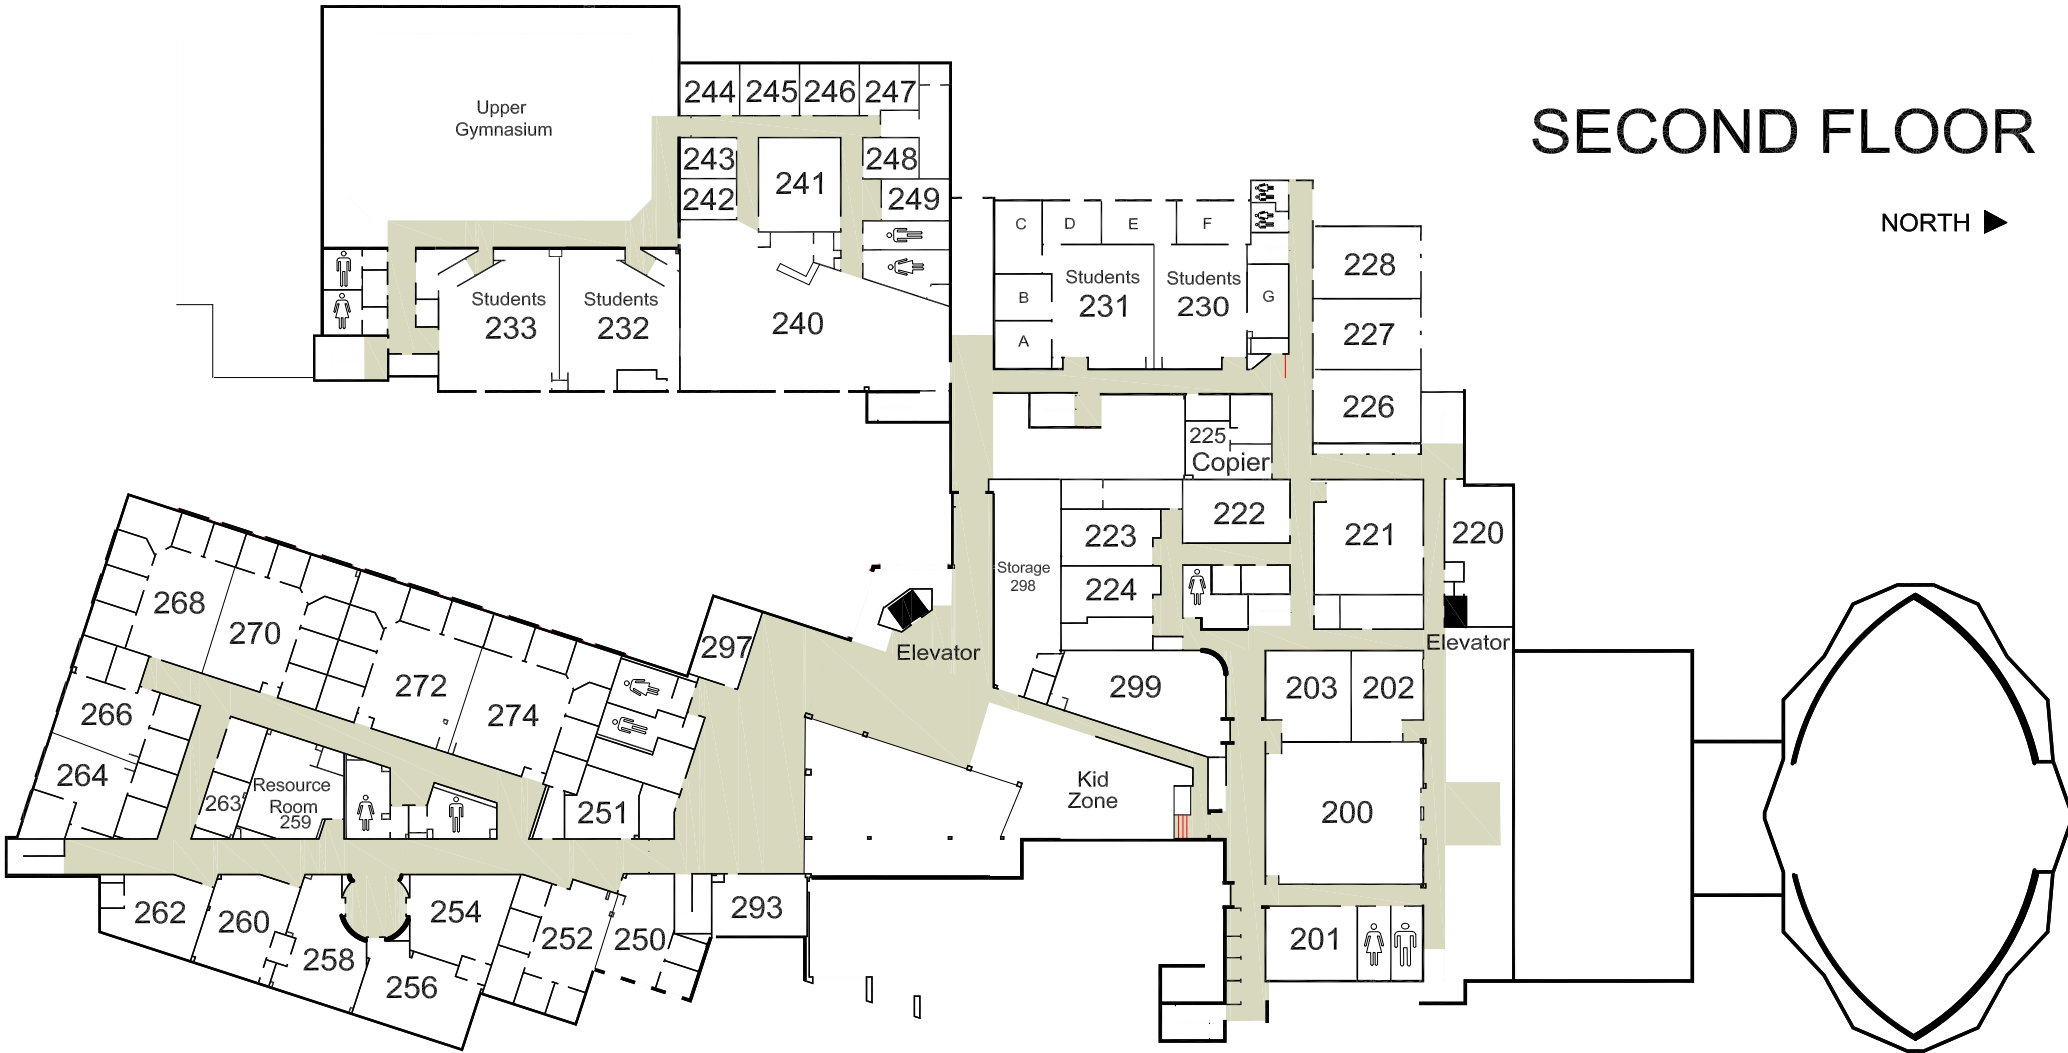 Upper
Gymnasium
244 245 246 247
SECOND FLOOR
243 241 248
242 249
NORTH
C D E F
Students
233
Students
232
240
Students
231
Students
230
B
A
G
228
227
226
225
Copier
222
223
224
Storage
298
221
220
Elevator
268
270
272
274
297
Elevator
299
203 202
266
264
263
Resource
Room
259
251
Kid
Zone
200
262
260
258
254
256
252
250
293
201